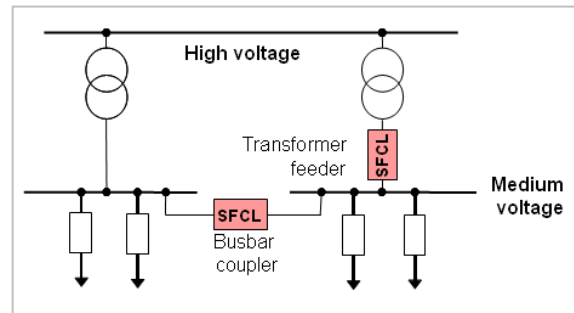 High voltage
Transformer
feeder
SFCL
Medium
voltage
SFCL
Busbar
coupler